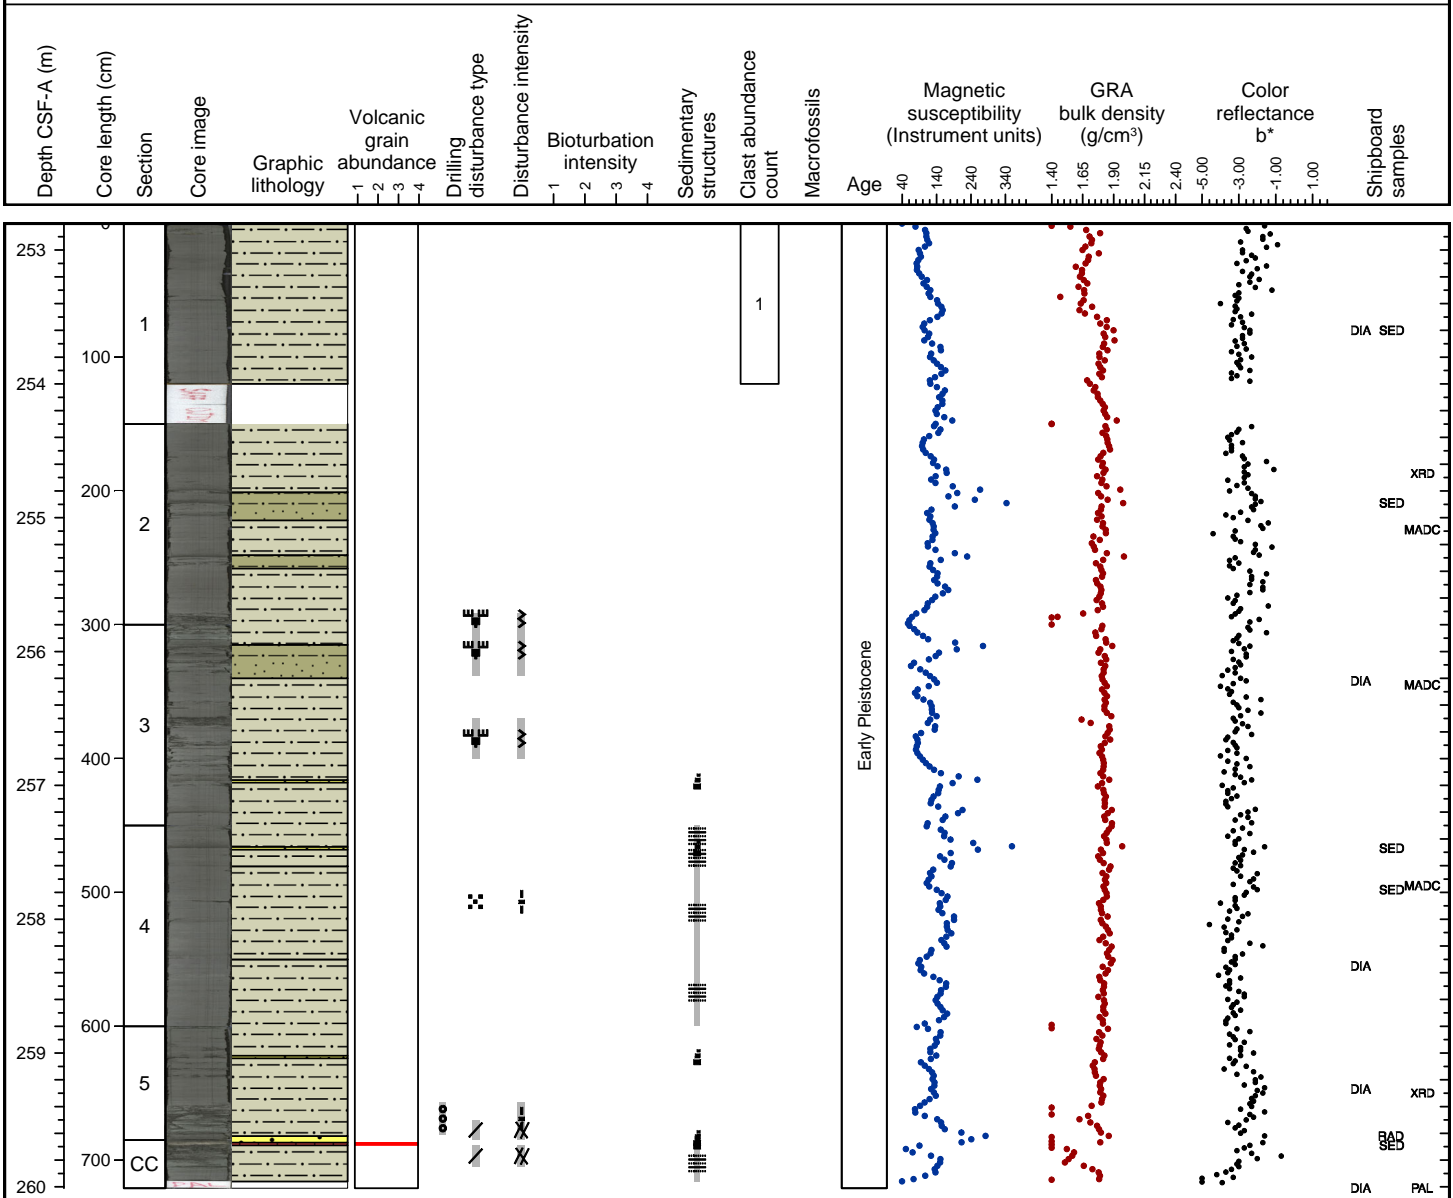 Depth CSF-A (m)
Core length (cm)
Section
Core image
Graphic lithology
Volcanic grain abundance
1 2 3 4
Drilling disturbance type
Disturbance intensity
Bioturbation intensity
1 2 3 4
Sedimentary structures
Clast abundance count
Macrofossils
Age
Magnetic susceptibility (Instrument units)
40 140 240 340
GRA bulk density (g/cm³)
1.40 1.65 1.90 2.15 2.40
Color reflectance b*
-5.00 -3.00 -1.00 1.00
Shipboard samples
253
254
255
256
257
258
259
260
0
100
200
300
400
500
600
700
1
2
3
4
5
CC
1
Early Pleistocene
DIA SED
XRD
SED
MADC
DIA MADC
SED
SED MADC
DIA
DIA XRD
RAD
SED
DIA PAL